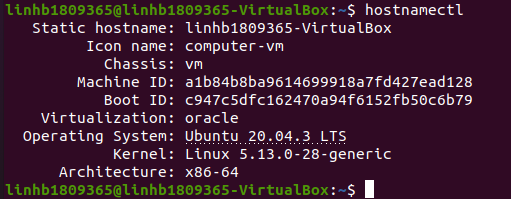 linhb1809365@linhb1809365-VirtualBox:~$ hostnamectl
Static hostname: linhb1809365-VirtualBox
Icon name: computer-vm
Chassis: vm
Machine ID: a1b84b8ba9614699918a7fd427ead128
Boot ID: c947c5dfc162470a94f6152fb50c6b79
Virtualization: oracle
Operating System: Ubuntu 20.04.3 LTS
Kernel: Linux 5.13.0-28-generic
Architecture: x86-64
linhb1809365@linhb1809365-VirtualBox:~$